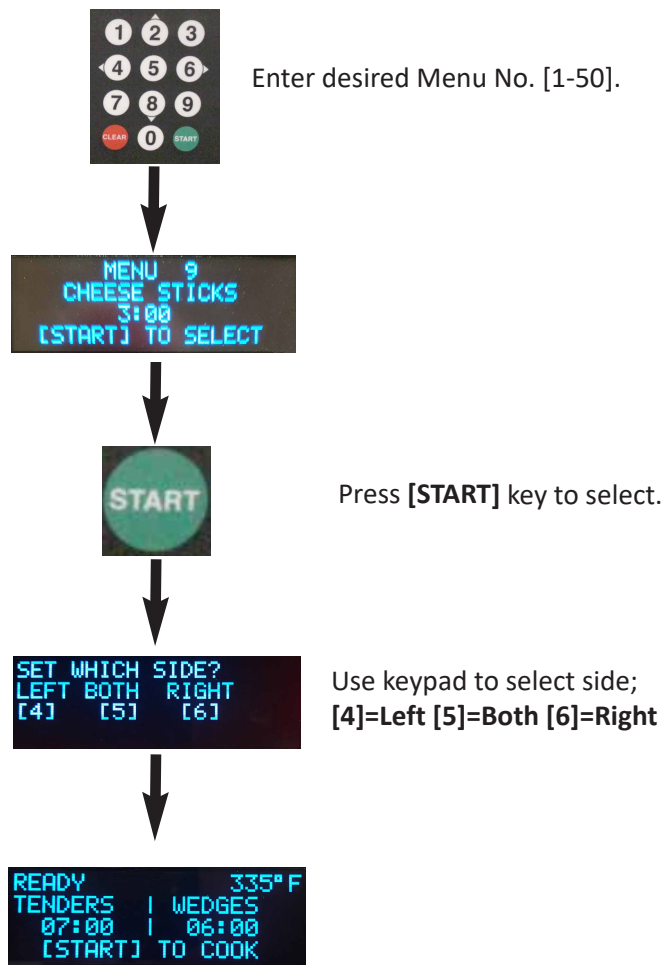 1 2 3
4 5 6
Enter desired Menu No. [1-50].
7 8 9
CLEAR 0 START
MENU 9
CHEESE STICKS
3:00
[START] TO SELECT
START
Press [START] key to select.
SET WHICH SIDE?
LEFT BOTH RIGHT
[4] [5] [6]
Use keypad to select side;
[4]=Left [5]=Both [6]=Right
READY 335°F
TENDERS | WEDGES
07:00 | 06:00
[START] TO COOK